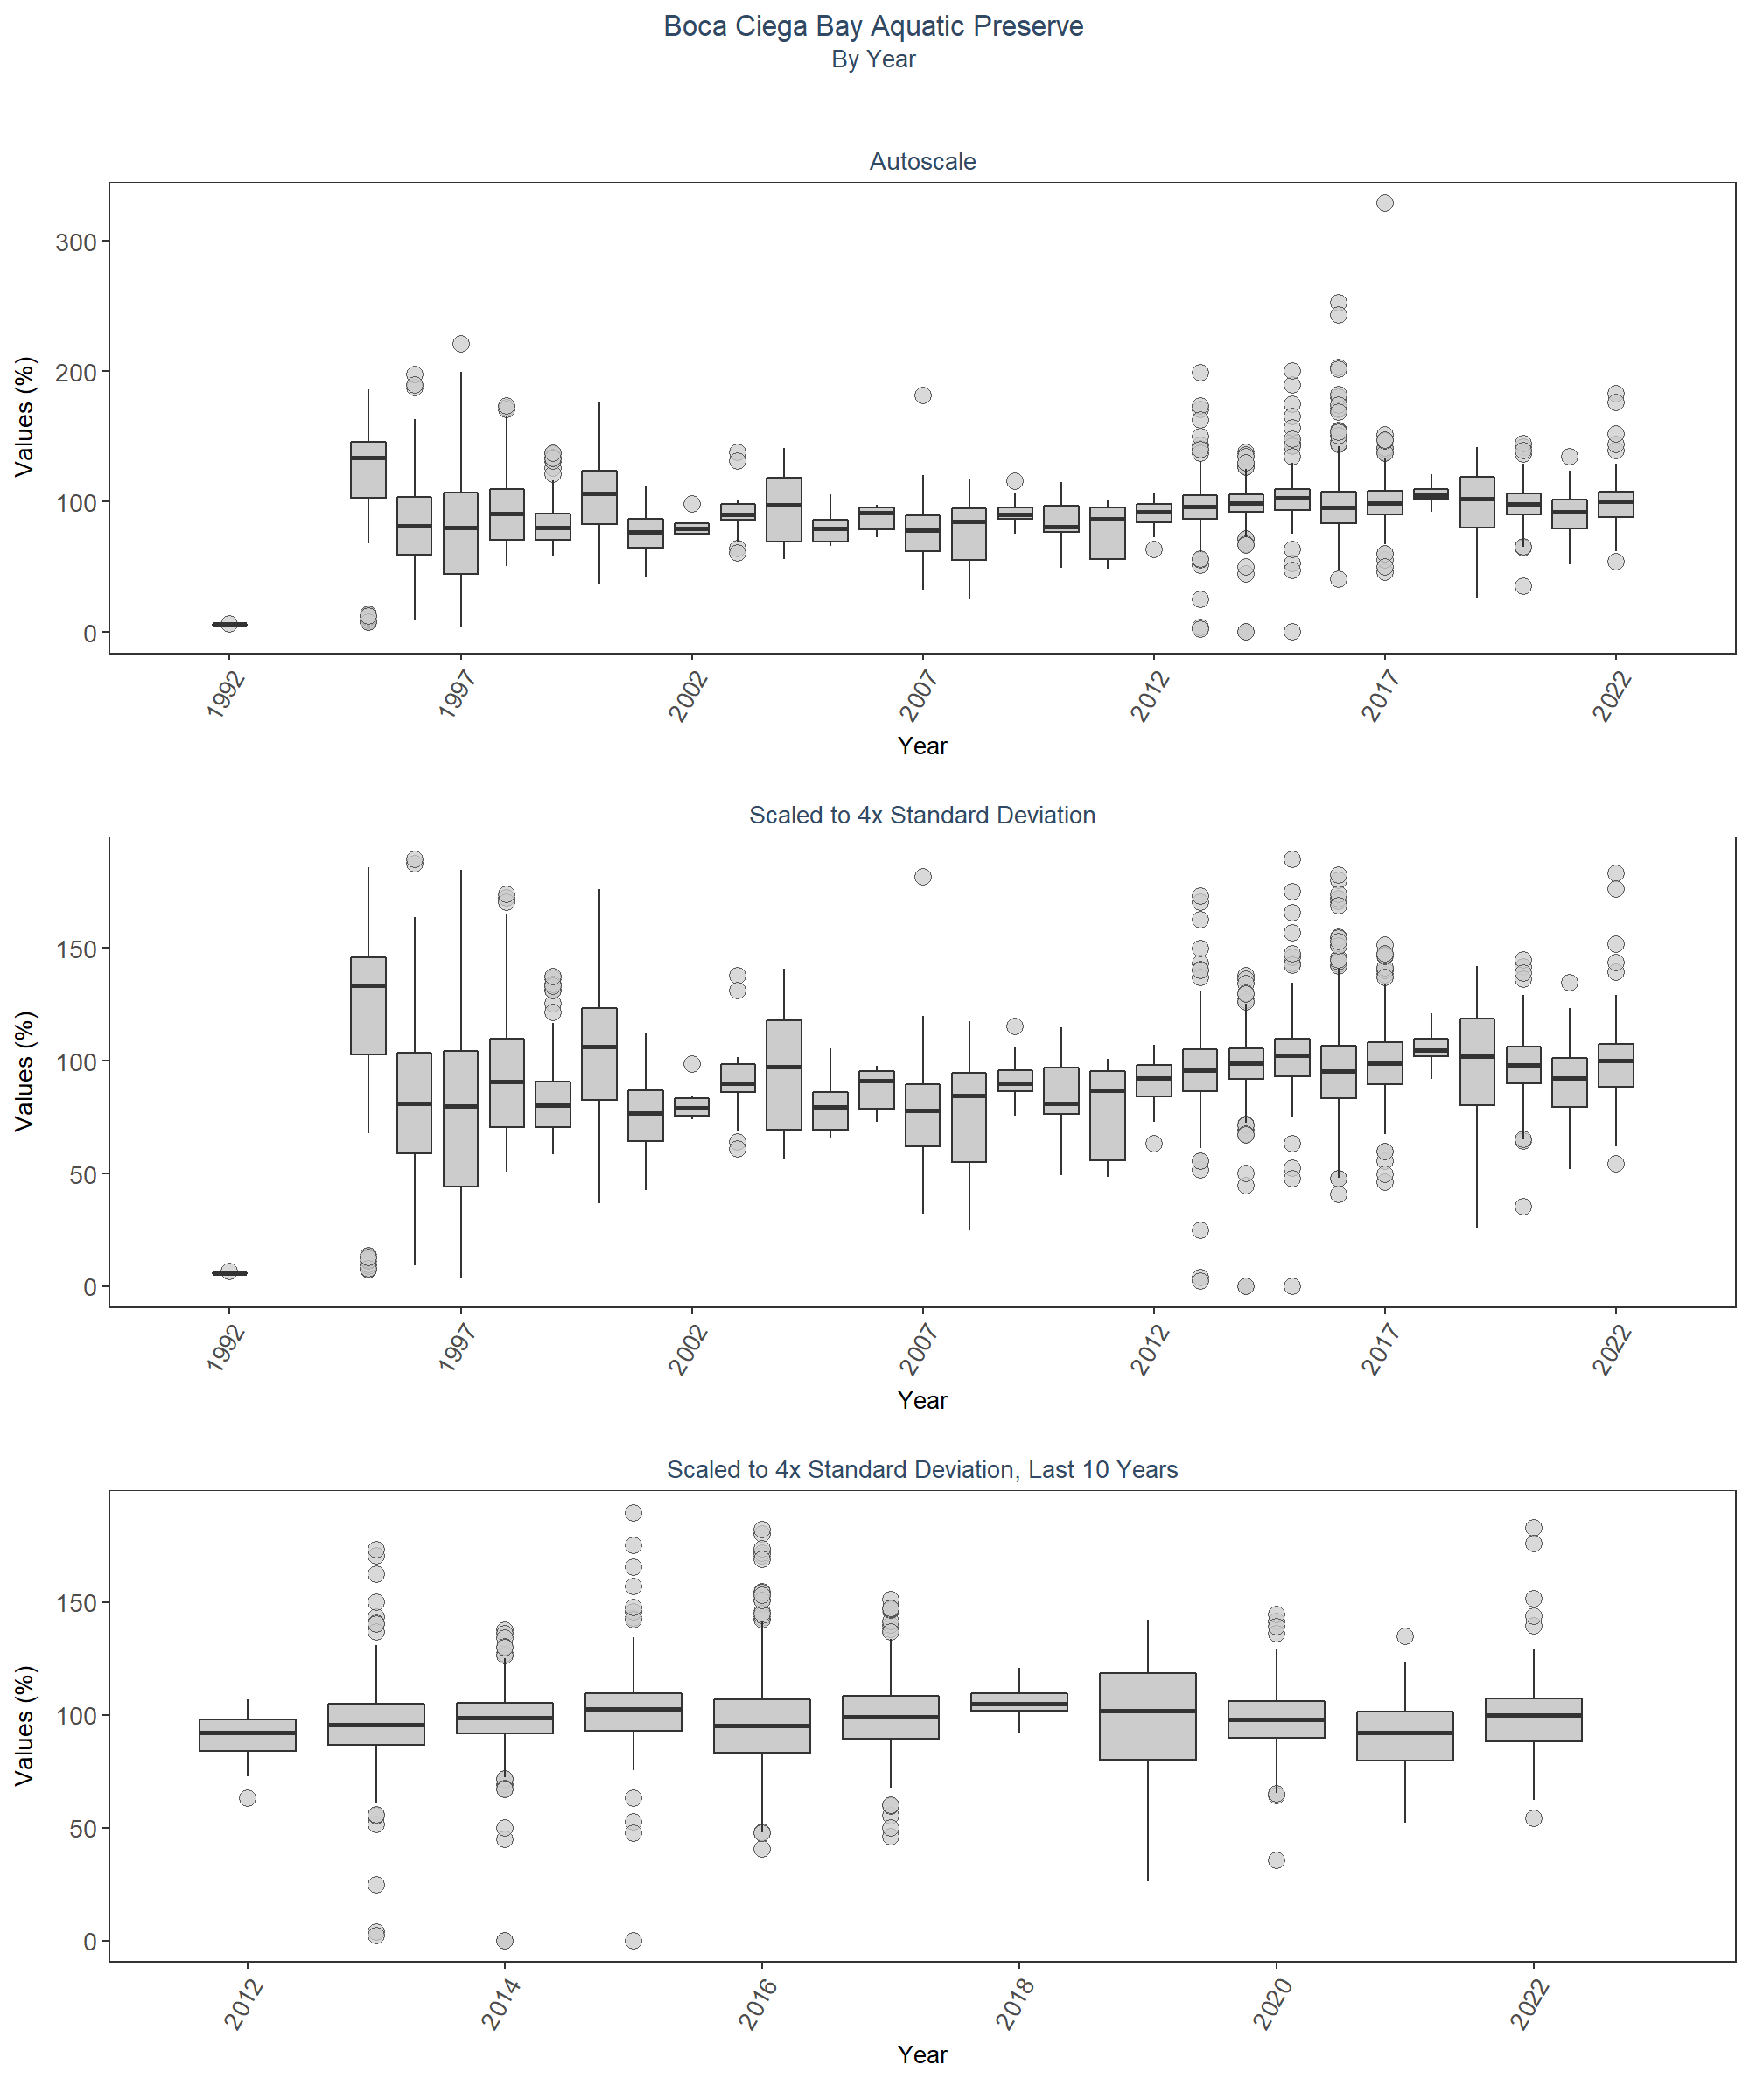 Boca Ciega Bay Aquatic Preserve
By Year
Autoscale
Values (%)
300
200
100
0
1992
1997
2002
2007
2012
2017
2022
Year
Scaled to 4x Standard Deviation
Values (%)
150
100
50
0
1992
1997
2002
2007
2012
2017
2022
Year
Scaled to 4x Standard Deviation, Last 10 Years
Values (%)
150
100
50
0
2012
2014
2016
2018
2020
2022
Year